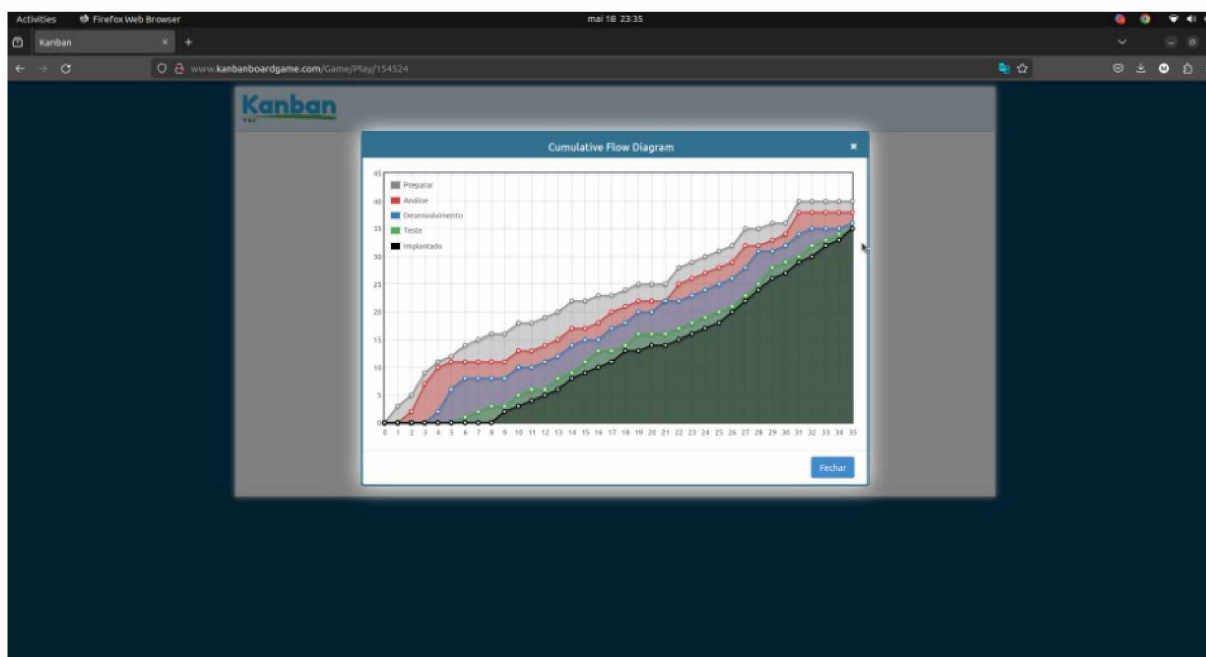 Activities Firefox Web Browser mai 18 23:35
Kanban × +
www.kanbanboardgame.com/Game/Play/154524
Kanban
Cumulative Flow Diagram ×
45
Preparar
40 Análise
Desenvolvimento
35 Teste
Implantado
30
25
20
15
10
5
0
0 1 2 3 4 5 6 7 8 9 10 11 12 13 14 15 16 17 18 19 20 21 22 23 24 25 26 27 28 29 30 31 32 33 34 35
Fechar